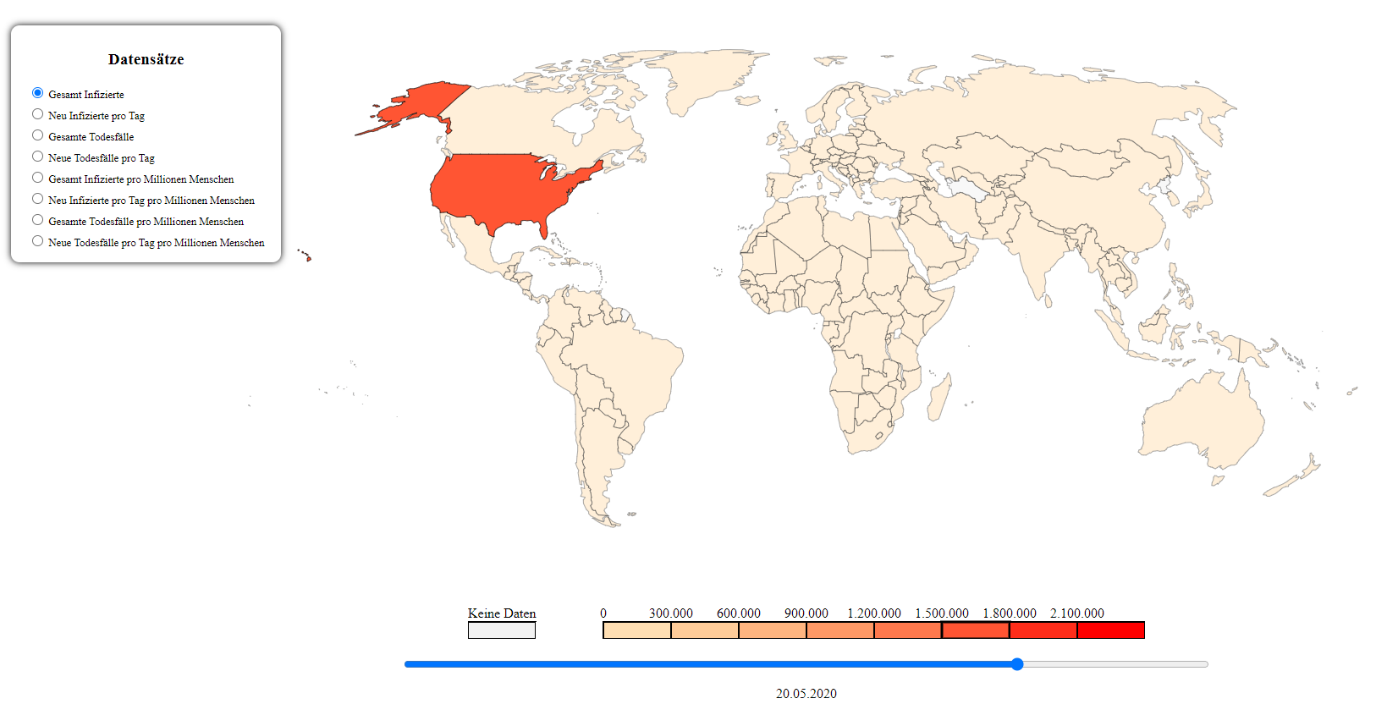 Datensätze
Gesamt Infizierte
Neu Infizierte pro Tag
Gesamte Todesfälle
Neue Todesfälle pro Tag
Gesamt Infizierte pro Millionen Menschen
Neu Infizierte pro Tag pro Millionen Menschen
Gesamte Todesfälle pro Millionen Menschen
Neue Todesfälle pro Tag pro Millionen Menschen
Keine Daten 0 300.000 600.000 900.000 1.200.000 1.500.000 1.800.000 2.100.000
20.05.2020